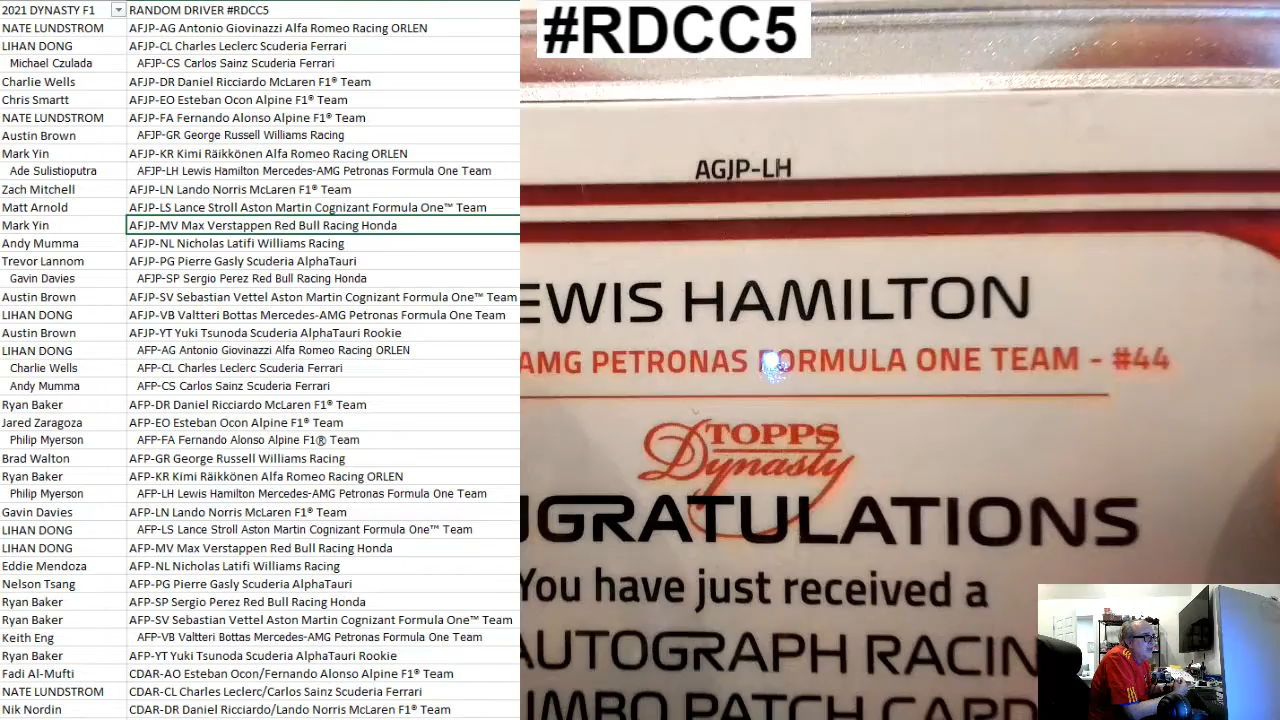 2021 DYNASTY F1 RANDOM DRIVER #RDCC5
NATE LUNDSTROM AFJP-AG Antonio Giovinazzi Alfa Romeo Racing ORLEN
LIHAN DONG AFJP-CL Charles Leclerc Scuderia Ferrari
Michael Czulada AFJP-CS Carlos Sainz Scuderia Ferrari
Charlie Wells AFJP-DR Daniel Ricciardo McLaren F1® Team
Chris Smartt AFJP-EO Esteban Ocon Alpine F1® Team
NATE LUNDSTROM AFJP-FA Fernando Alonso Alpine F1® Team
Austin Brown AFJP-GR George Russell Williams Racing
Mark Yin AFJP-KR Kimi Räikkönen Alfa Romeo Racing ORLEN
Ade Sulistioputra AFJP-LH Lewis Hamilton Mercedes-AMG Petronas Formula One Team
Zach Mitchell AFJP-LN Lando Norris McLaren F1® Team
Matt Arnold AFJP-LS Lance Stroll Aston Martin Cognizant Formula One™ Team
Mark Yin AFJP-MV Max Verstappen Red Bull Racing Honda
Andy Mumma AFJP-NL Nicholas Latifi Williams Racing
Trevor Lannom AFJP-PG Pierre Gasly Scuderia AlphaTauri
Gavin Davies AFJP-SP Sergio Perez Red Bull Racing Honda
Austin Brown AFJP-SV Sebastian Vettel Aston Martin Cognizant Formula One™ Team
LIHAN DONG AFJP-VB Valtteri Bottas Mercedes-AMG Petronas Formula One Team
Austin Brown AFJP-YT Yuki Tsunoda Scuderia AlphaTauri Rookie
LIHAN DONG AFP-AG Antonio Giovinazzi Alfa Romeo Racing ORLEN
Charlie Wells AFP-CL Charles Leclerc Scuderia Ferrari
Andy Mumma AFP-CS Carlos Sainz Scuderia Ferrari
Ryan Baker AFP-DR Daniel Ricciardo McLaren F1® Team
Jared Zaragoza AFP-EO Esteban Ocon Alpine F1® Team
Philip Myerson AFP-FA Fernando Alonso Alpine F1® Team
Brad Walton AFP-GR George Russell Williams Racing
Ryan Baker AFP-KR Kimi Räikkönen Alfa Romeo Racing ORLEN
Philip Myerson AFP-LH Lewis Hamilton Mercedes-AMG Petronas Formula One Team
Gavin Davies AFP-LN Lando Norris McLaren F1® Team
LIHAN DONG AFP-LS Lance Stroll Aston Martin Cognizant Formula One™ Team
LIHAN DONG AFP-MV Max Verstappen Red Bull Racing Honda
Eddie Mendoza AFP-NL Nicholas Latifi Williams Racing
Nelson Tsang AFP-PG Pierre Gasly Scuderia AlphaTauri
Ryan Baker AFP-SP Sergio Perez Red Bull Racing Honda
Ryan Baker AFP-SV Sebastian Vettel Aston Martin Cognizant Formula One™ Team
Keith Eng AFP-VB Valtteri Bottas Mercedes-AMG Petronas Formula One Team
Ryan Baker AFP-YT Yuki Tsunoda Scuderia AlphaTauri Rookie
Fadi Al-Mufti CDAR-AO Esteban Ocon/Fernando Alonso Alpine F1® Team
NATE LUNDSTROM CDAR-CL Charles Leclerc/Carlos Sainz Scuderia Ferrari
Nik Nordin CDAR-DR Daniel Ricciardo/Lando Norris McLaren F1® Team
#RDCC5
AGJP-LH
EWIS HAMILTON
AMG PETRONAS FORMULA ONE TEAM - #44
TOPPS
Dynasty
NGRATULATIONS
You have just received a
AUTOGRAPH RACIN
MBO PATCH CARD